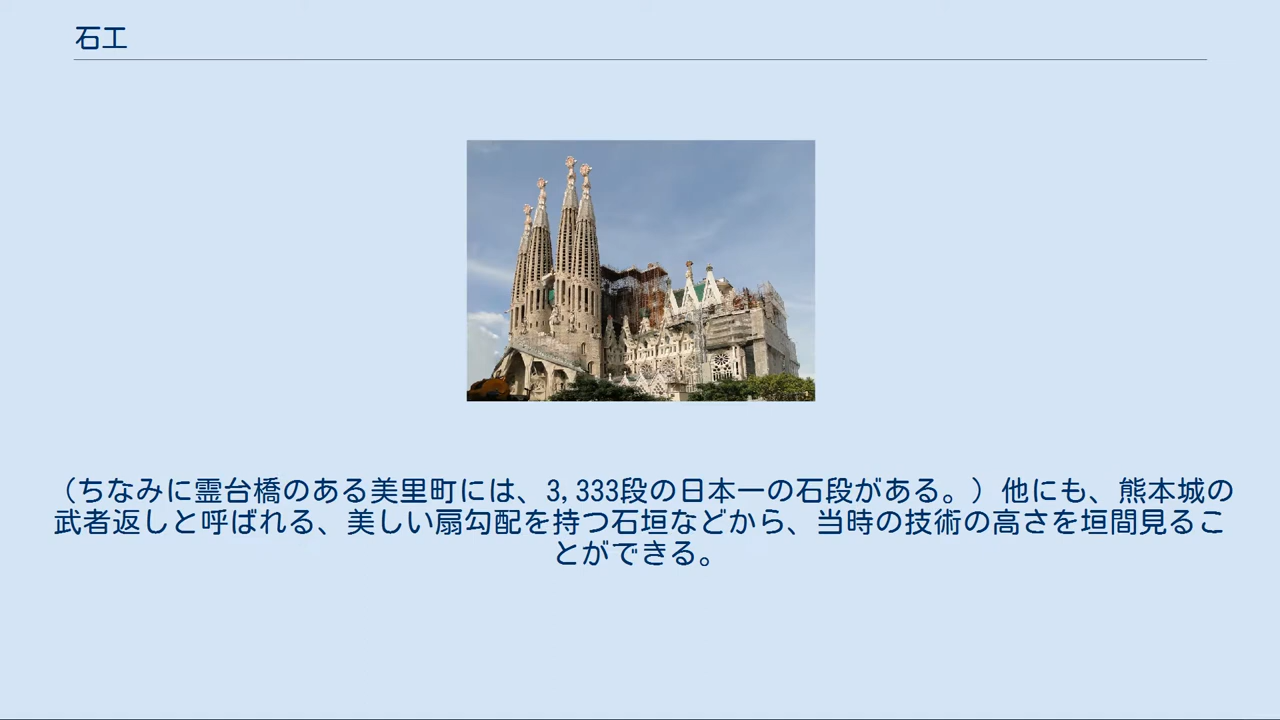 石工
（ちなみに霊台橋のある美里町には、3,333段の日本一の石段がある。）他にも、熊本城の
武者返しと呼ばれる、美しい扇勾配を持つ石垣などから、当時の技術の高さを垣間見るこ
とができる。